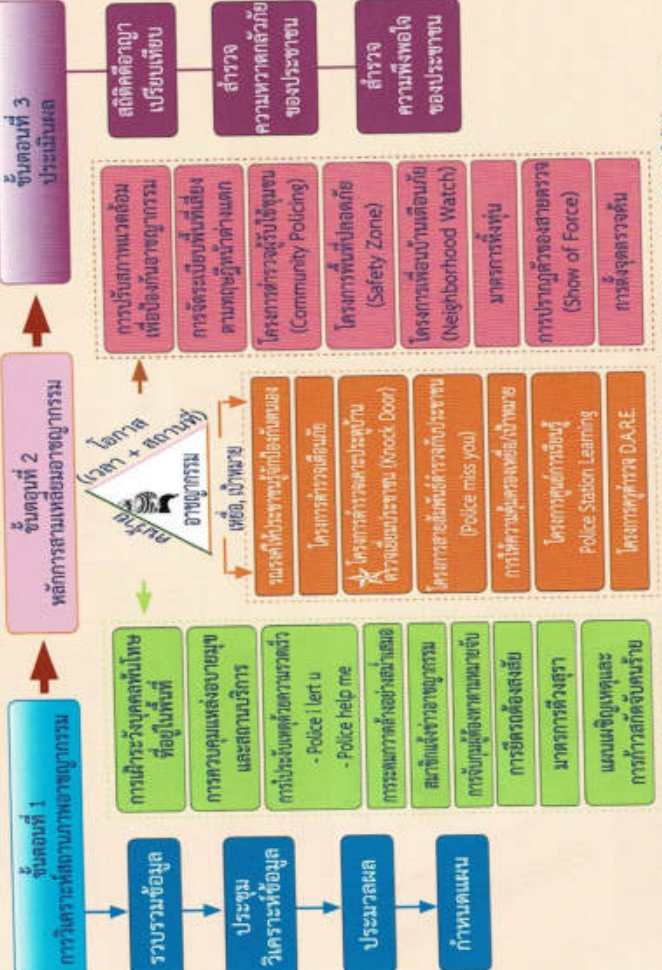 ขั้นตอนที่ 1
การวิเคราะห์สถานภาพอาชญากรรม
รวบรวมข้อมูล
ประชุม
วิเคราะห์ข้อมูล
ประมวลผล
กำหนดแผน
ขั้นตอนที่ 2
หลักการสามเหลี่ยมอาชญากรรม
โอกาส
(เวลา + สถานที่)
คนร้าย
อาชญากรรม
เหยื่อ, เป้าหมาย
การเฝ้าระวังบุคคลพ้นโทษ
ที่อยู่ในพื้นที่
การควบคุมแหล่งอบายมุข
และสถานบริการ
การไประงับเหตุด้วยความรวดเร็ว
- Police I lert u
- Police help me
การระดมกวาดล้างอย่างสม่ำเสมอ
สมาชิกแจ้งข่าวอาชญากรรม
การจับกุมผู้ต้องหาตามหมายจับ
การยึดรถต้องสงสัย
มาตรการตีวงสุรา
แผนเผชิญเหตุและ
การก้าวสกัดจับคนร้าย
รณรงค์ให้ประชาชนรู้จักป้องกันตนเอง
โครงการตำรวจเตือนภัย
โครงการตำรวจเคาะประตูบ้าน
ตรวจเยี่ยมประชาชน (Knock Door)
โครงการสายสัมพันธ์ตำรวจกับประชาชน
(Police miss you)
การให้ความคุ้มครองเหยื่อ/เป้าหมาย
โครงการศูนย์การเรียนรู้
Police Station Learning
โครงการครูตำรวจ D.A.R.E.
การปรับสภาพแวดล้อม
เพื่อป้องกันอาชญากรรม
การจัดระเบียบพื้นที่เสี่ยง
ตามทฤษฎีหน้าต่างแตก
โครงการตำรวจผู้รับใช้ชุมชน
(Community Policing)
โครงการพื้นที่ปลอดภัย
(Safety Zone)
โครงการเพื่อนบ้านเตือนภัย
(Neighborhood Watch)
มาตรการพึ่งหุ่น
การปรากฏตัวของสายตรวจ
(Show of Force)
การตั้งจุดตรวจค้น
ขั้นตอนที่ 3
ประเมินผล
สถิติคดีอาญา
เปรียบเทียบ
สำรวจ
ความหวาดกลัวภัย
ของประชาชน
สำรวจ
ความพึงพอใจ
ของประชาชน